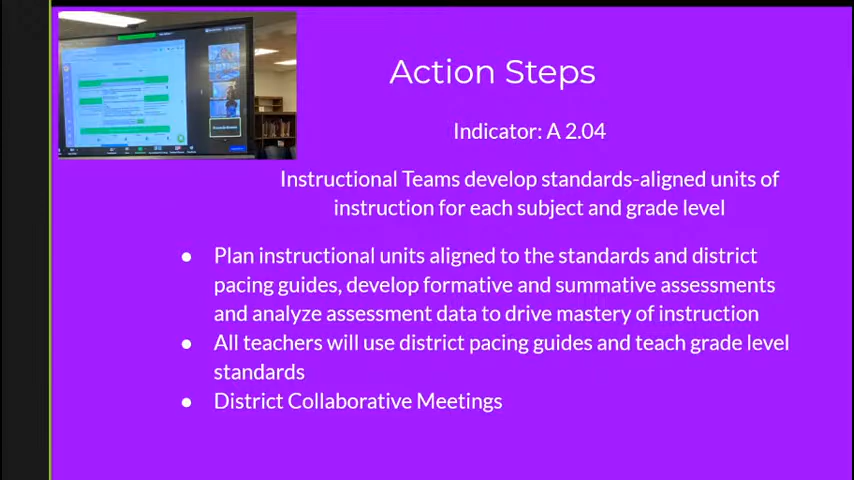 Action Steps
Indicator: A 2.04
Instructional Teams develop standards-aligned units of
instruction for each subject and grade level
● Plan instructional units aligned to the standards and district
pacing guides, develop formative and summative assessments
and analyze assessment data to drive mastery of instruction
● All teachers will use district pacing guides and teach grade level
standards
● District Collaborative Meetings